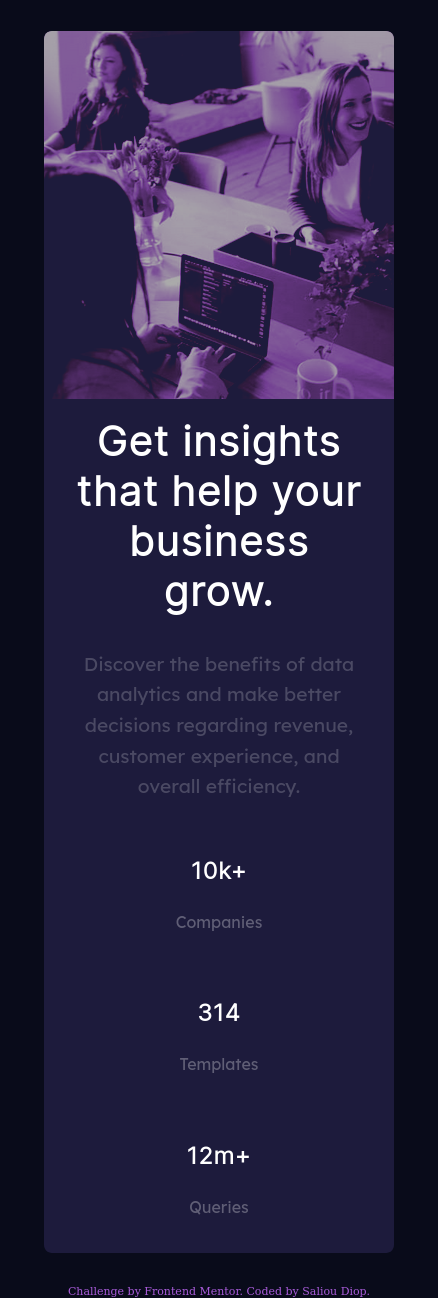 Get insights
that help your
business
grow.
Discover the benefits of data
analytics and make better
decisions regarding revenue,
customer experience, and
overall efficiency.
10k+
Companies
314
Templates
12m+
Queries
Challenge by Frontend Mentor. Coded by Saliou Diop.